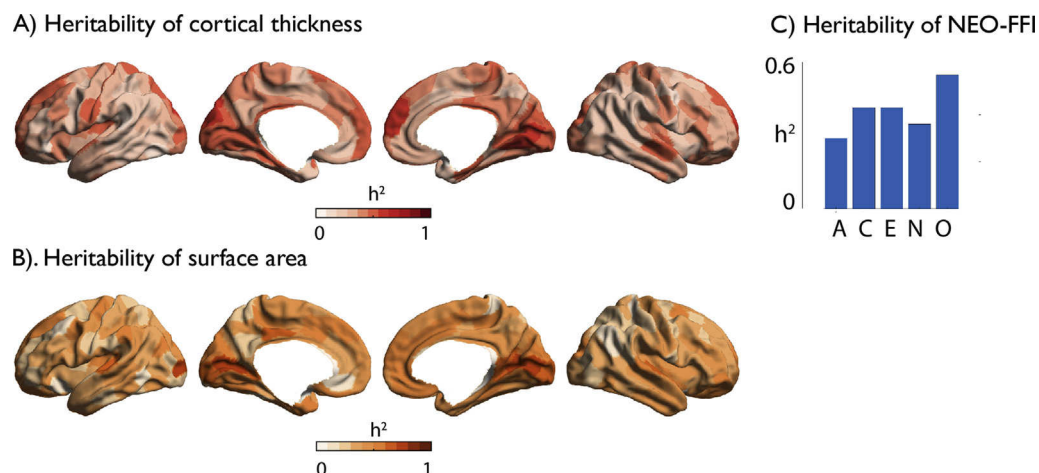 A) Heritability of cortical thickness
C) Heritability of NEO-FFI
0.6
h²
0
A C E N O
h²
0 1
B). Heritability of surface area
h²
0 1